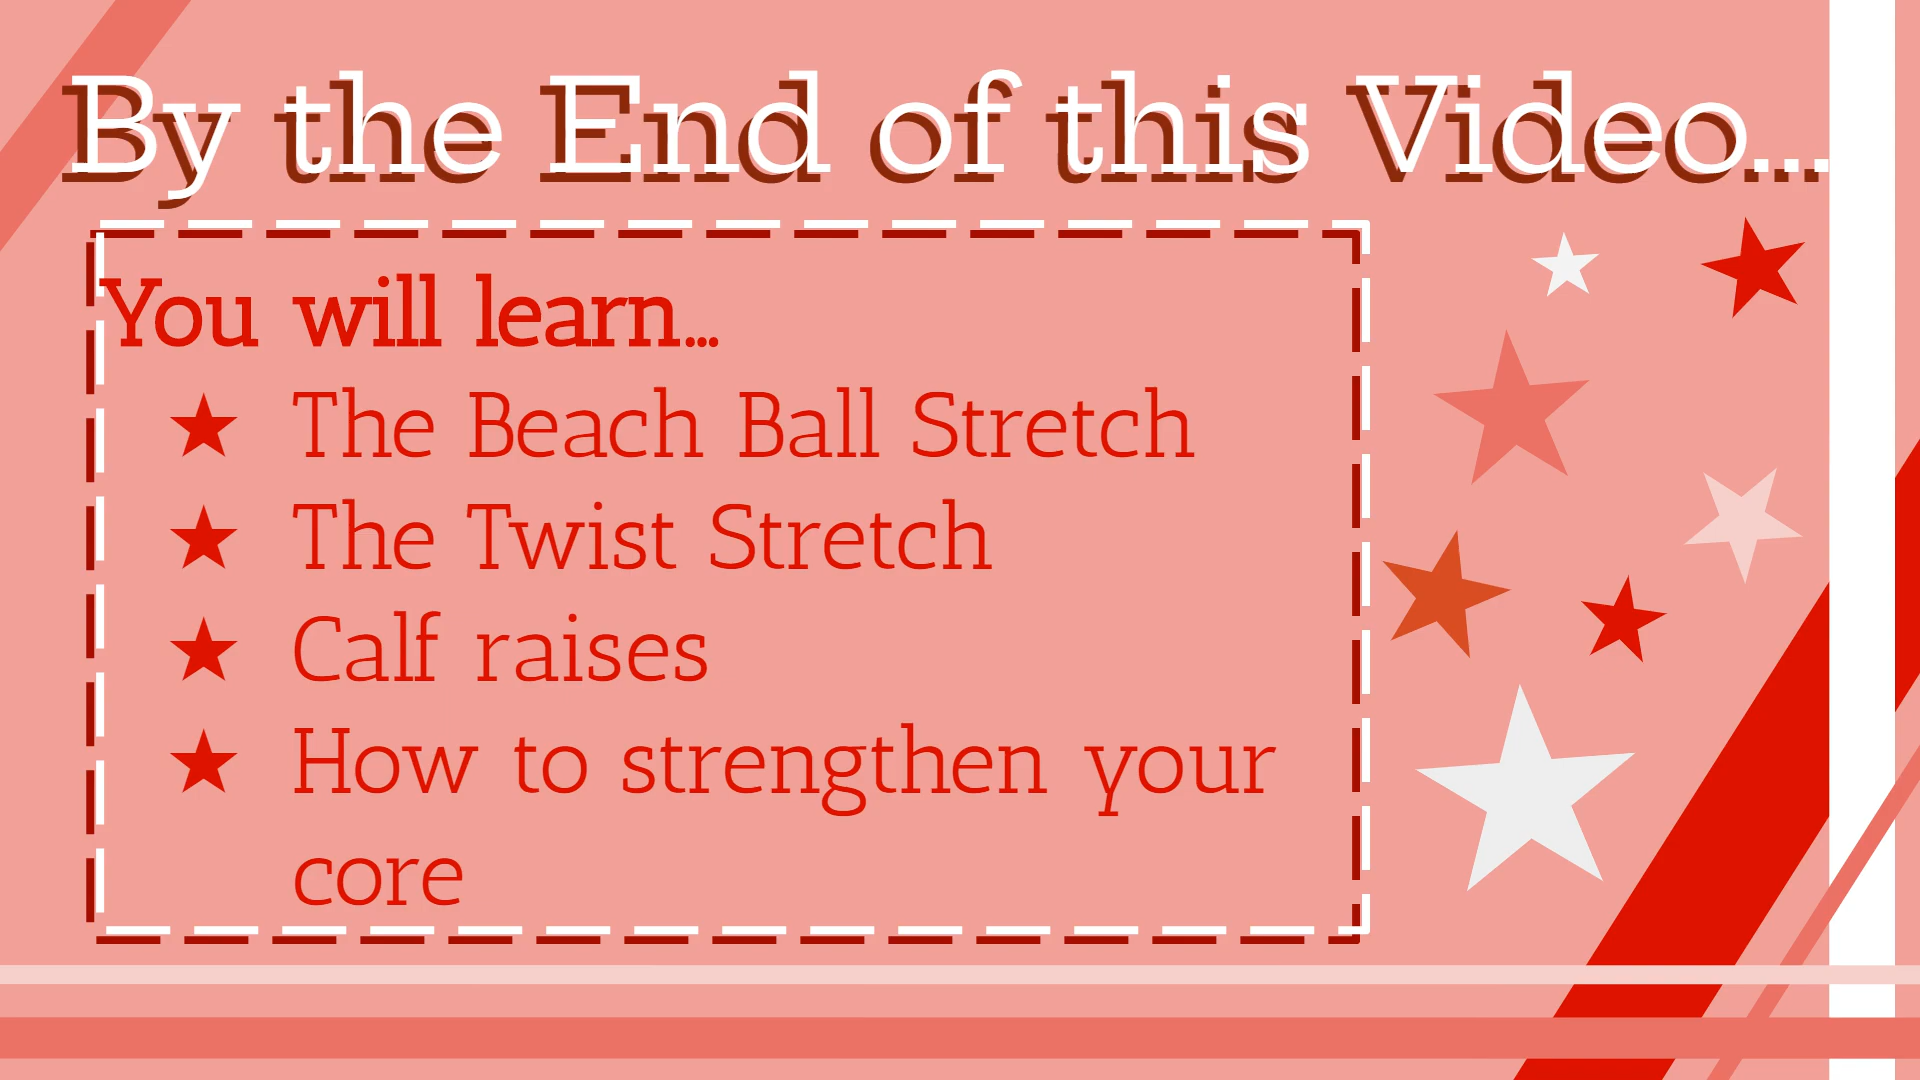 By the End of this Video...
You will learn...
The Beach Ball Stretch
The Twist Stretch
Calf raises
How to strengthen your
core